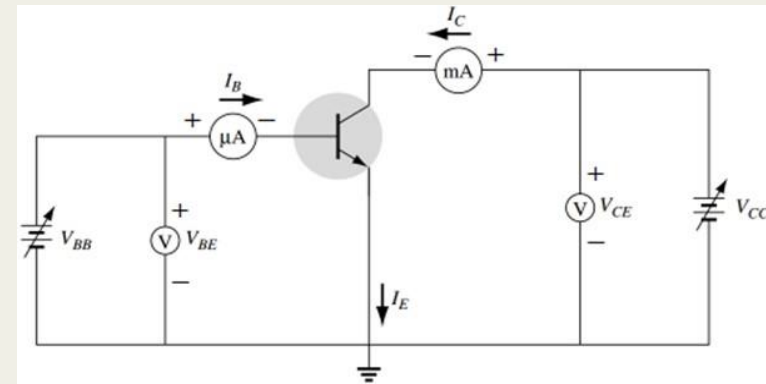 I_C
− mA +
I_B
+ μA −
+
V V_BE
−
V_BB
+
V V_CE
−
V_CC
I_E